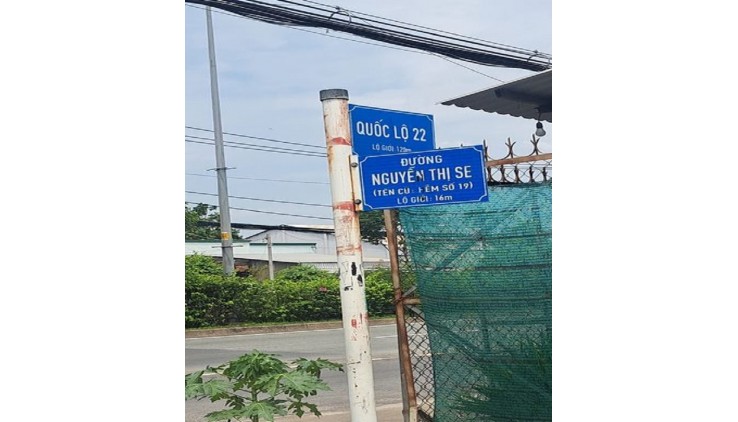 QUỐC LỘ 22
LỘ GIỚI 120m
ĐƯỜNG
NGUYỄN THỊ SE
(TÊN CŨ: HẺM SỐ 19)
LỘ GIỚI: 16m